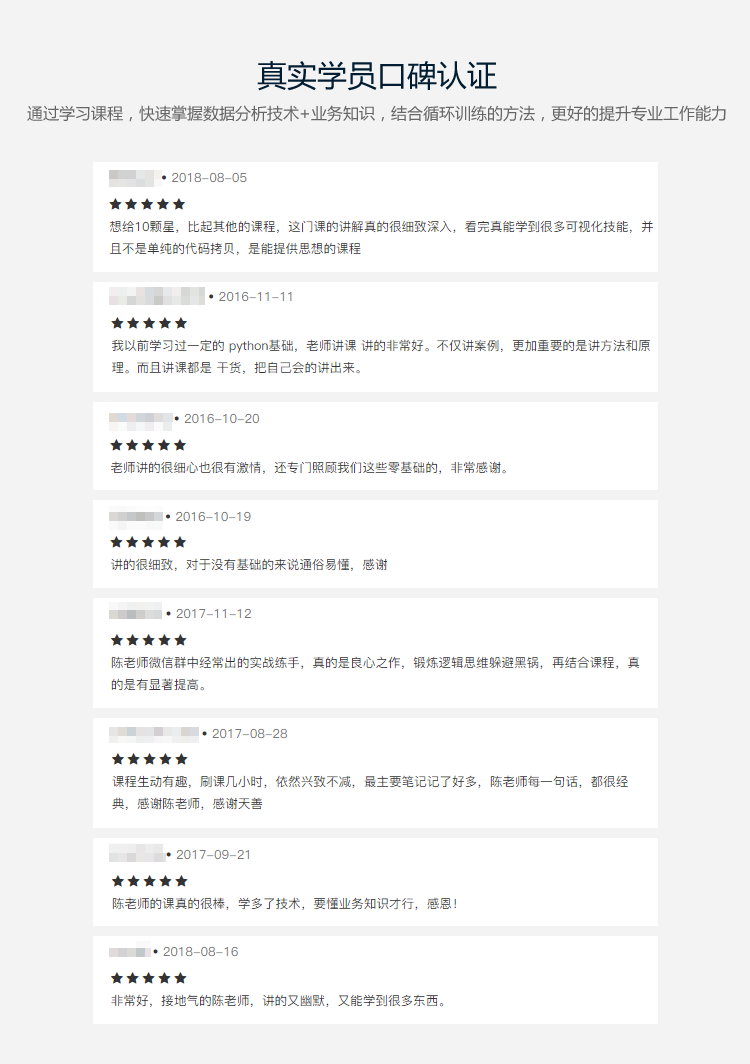 真实学员口碑认证
通过学习课程，快速掌握数据分析技术+业务知识，结合循环训练的方法，更好的提升专业工作能力
• 2018-08-05
★★★★★
想给10颗星，比起其他的课程，这门课的讲解真的很细致深入，看完真能学到很多可视化技能，并
且不是单纯的代码拷贝，是能提供思想的课程
• 2016-11-11
★★★★★
我以前学习过一定的 python基础，老师讲课 讲的非常好。不仅讲案例，更加重要的是讲方法和原
理。而且讲课都是 干货，把自己会的讲出来。
• 2016-10-20
★★★★★
老师讲的很细心也很有激情，还专门照顾我们这些零基础的，非常感谢。
• 2016-10-19
★★★★★
讲的很细致，对于没有基础的来说通俗易懂，感谢
• 2017-11-12
★★★★★
陈老师微信群中经常出的实战练手，真的是良心之作，锻炼逻辑思维躲避黑锅，再结合课程，真
的是有显著提高。
• 2017-08-28
★★★★★
课程生动有趣，刷课几小时，依然兴致不减，最主要笔记记了好多，陈老师每一句话，都很经
典，感谢陈老师，感谢天善
• 2017-09-21
★★★★★
陈老师的课真的很棒，学多了技术，要懂业务知识才行，感恩！
• 2018-08-16
★★★★★
非常好，接地气的陈老师，讲的又幽默，又能学到很多东西。